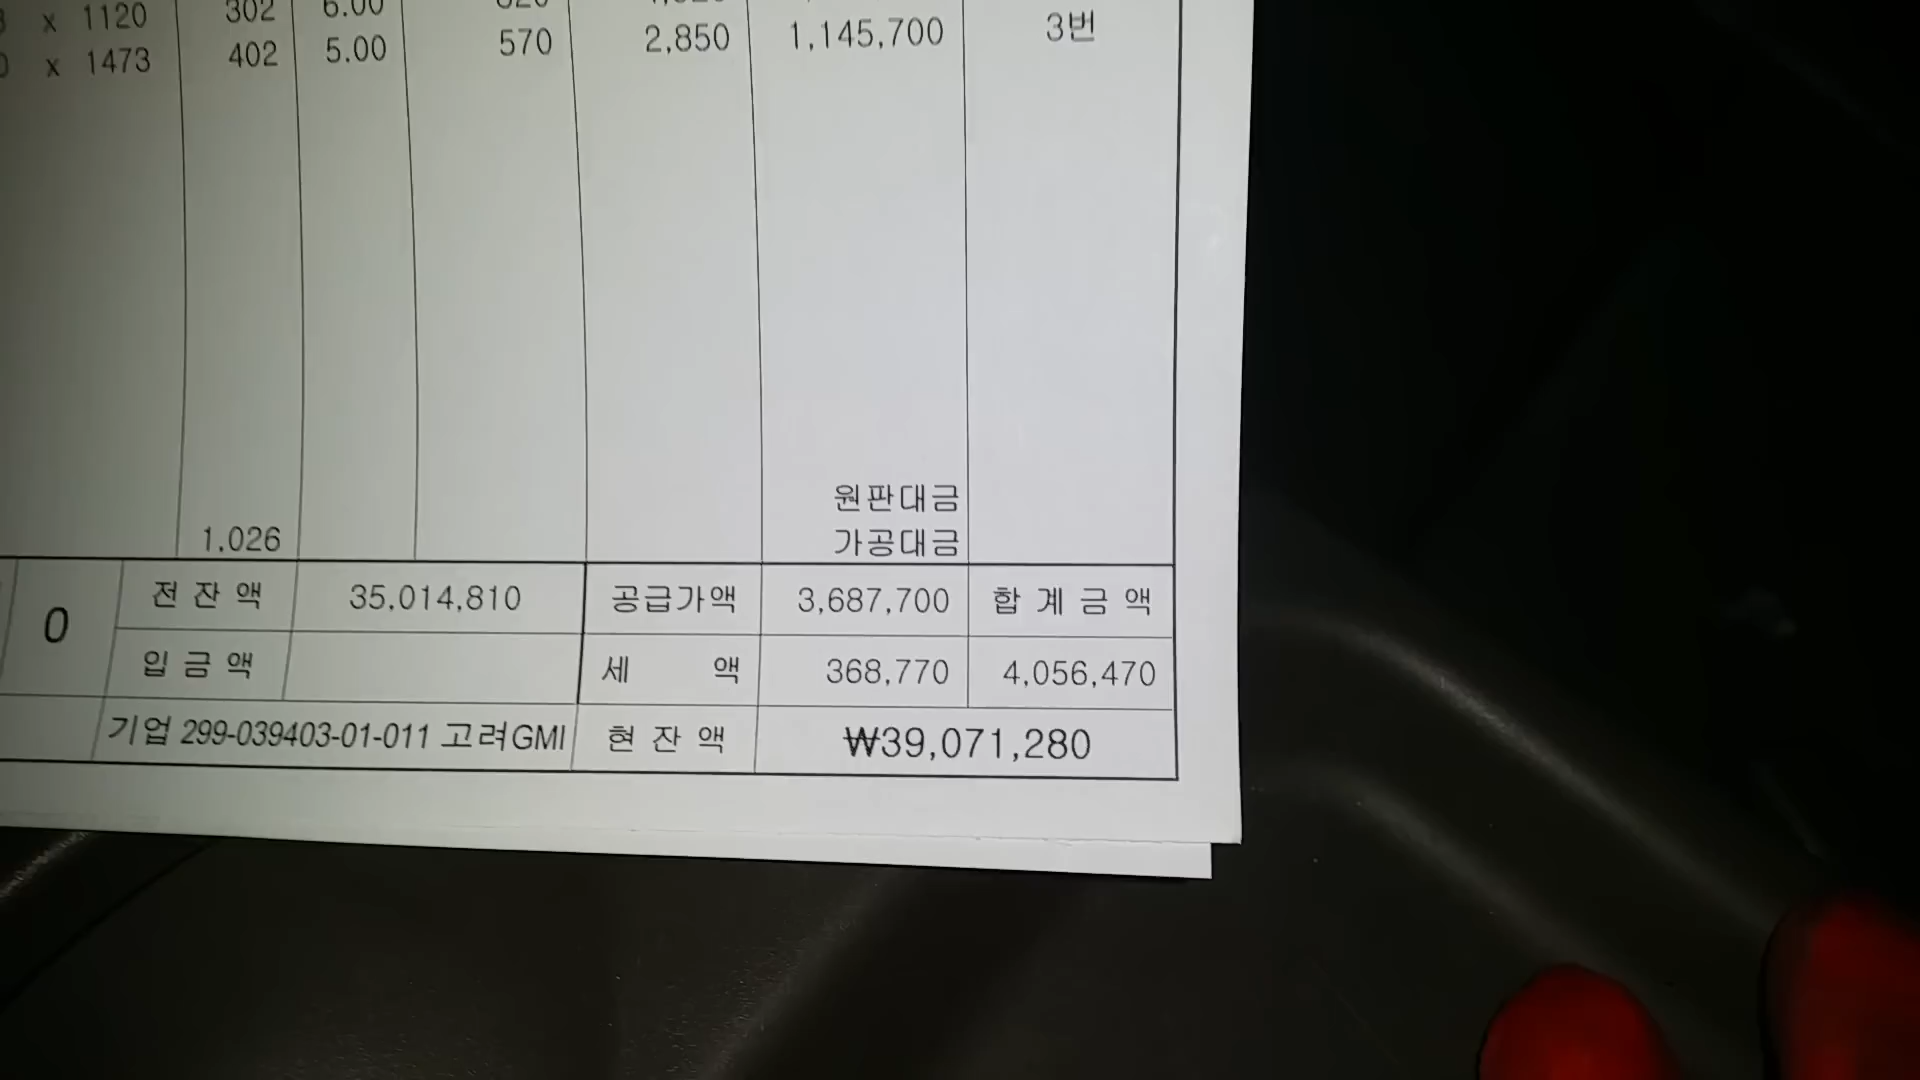 x 1120 302 6.00
x 1473 402 5.00 570 2,850 1,145,700 3번
원판대금
1,026 가공대금
0 전 잔 액 35,014,810 공급가액 3,687,700 합 계 금 액
입 금 액 세 액 368,770 4,056,470
기업 299-039403-01-011 고려GMI 현 잔 액 ₩39,071,280